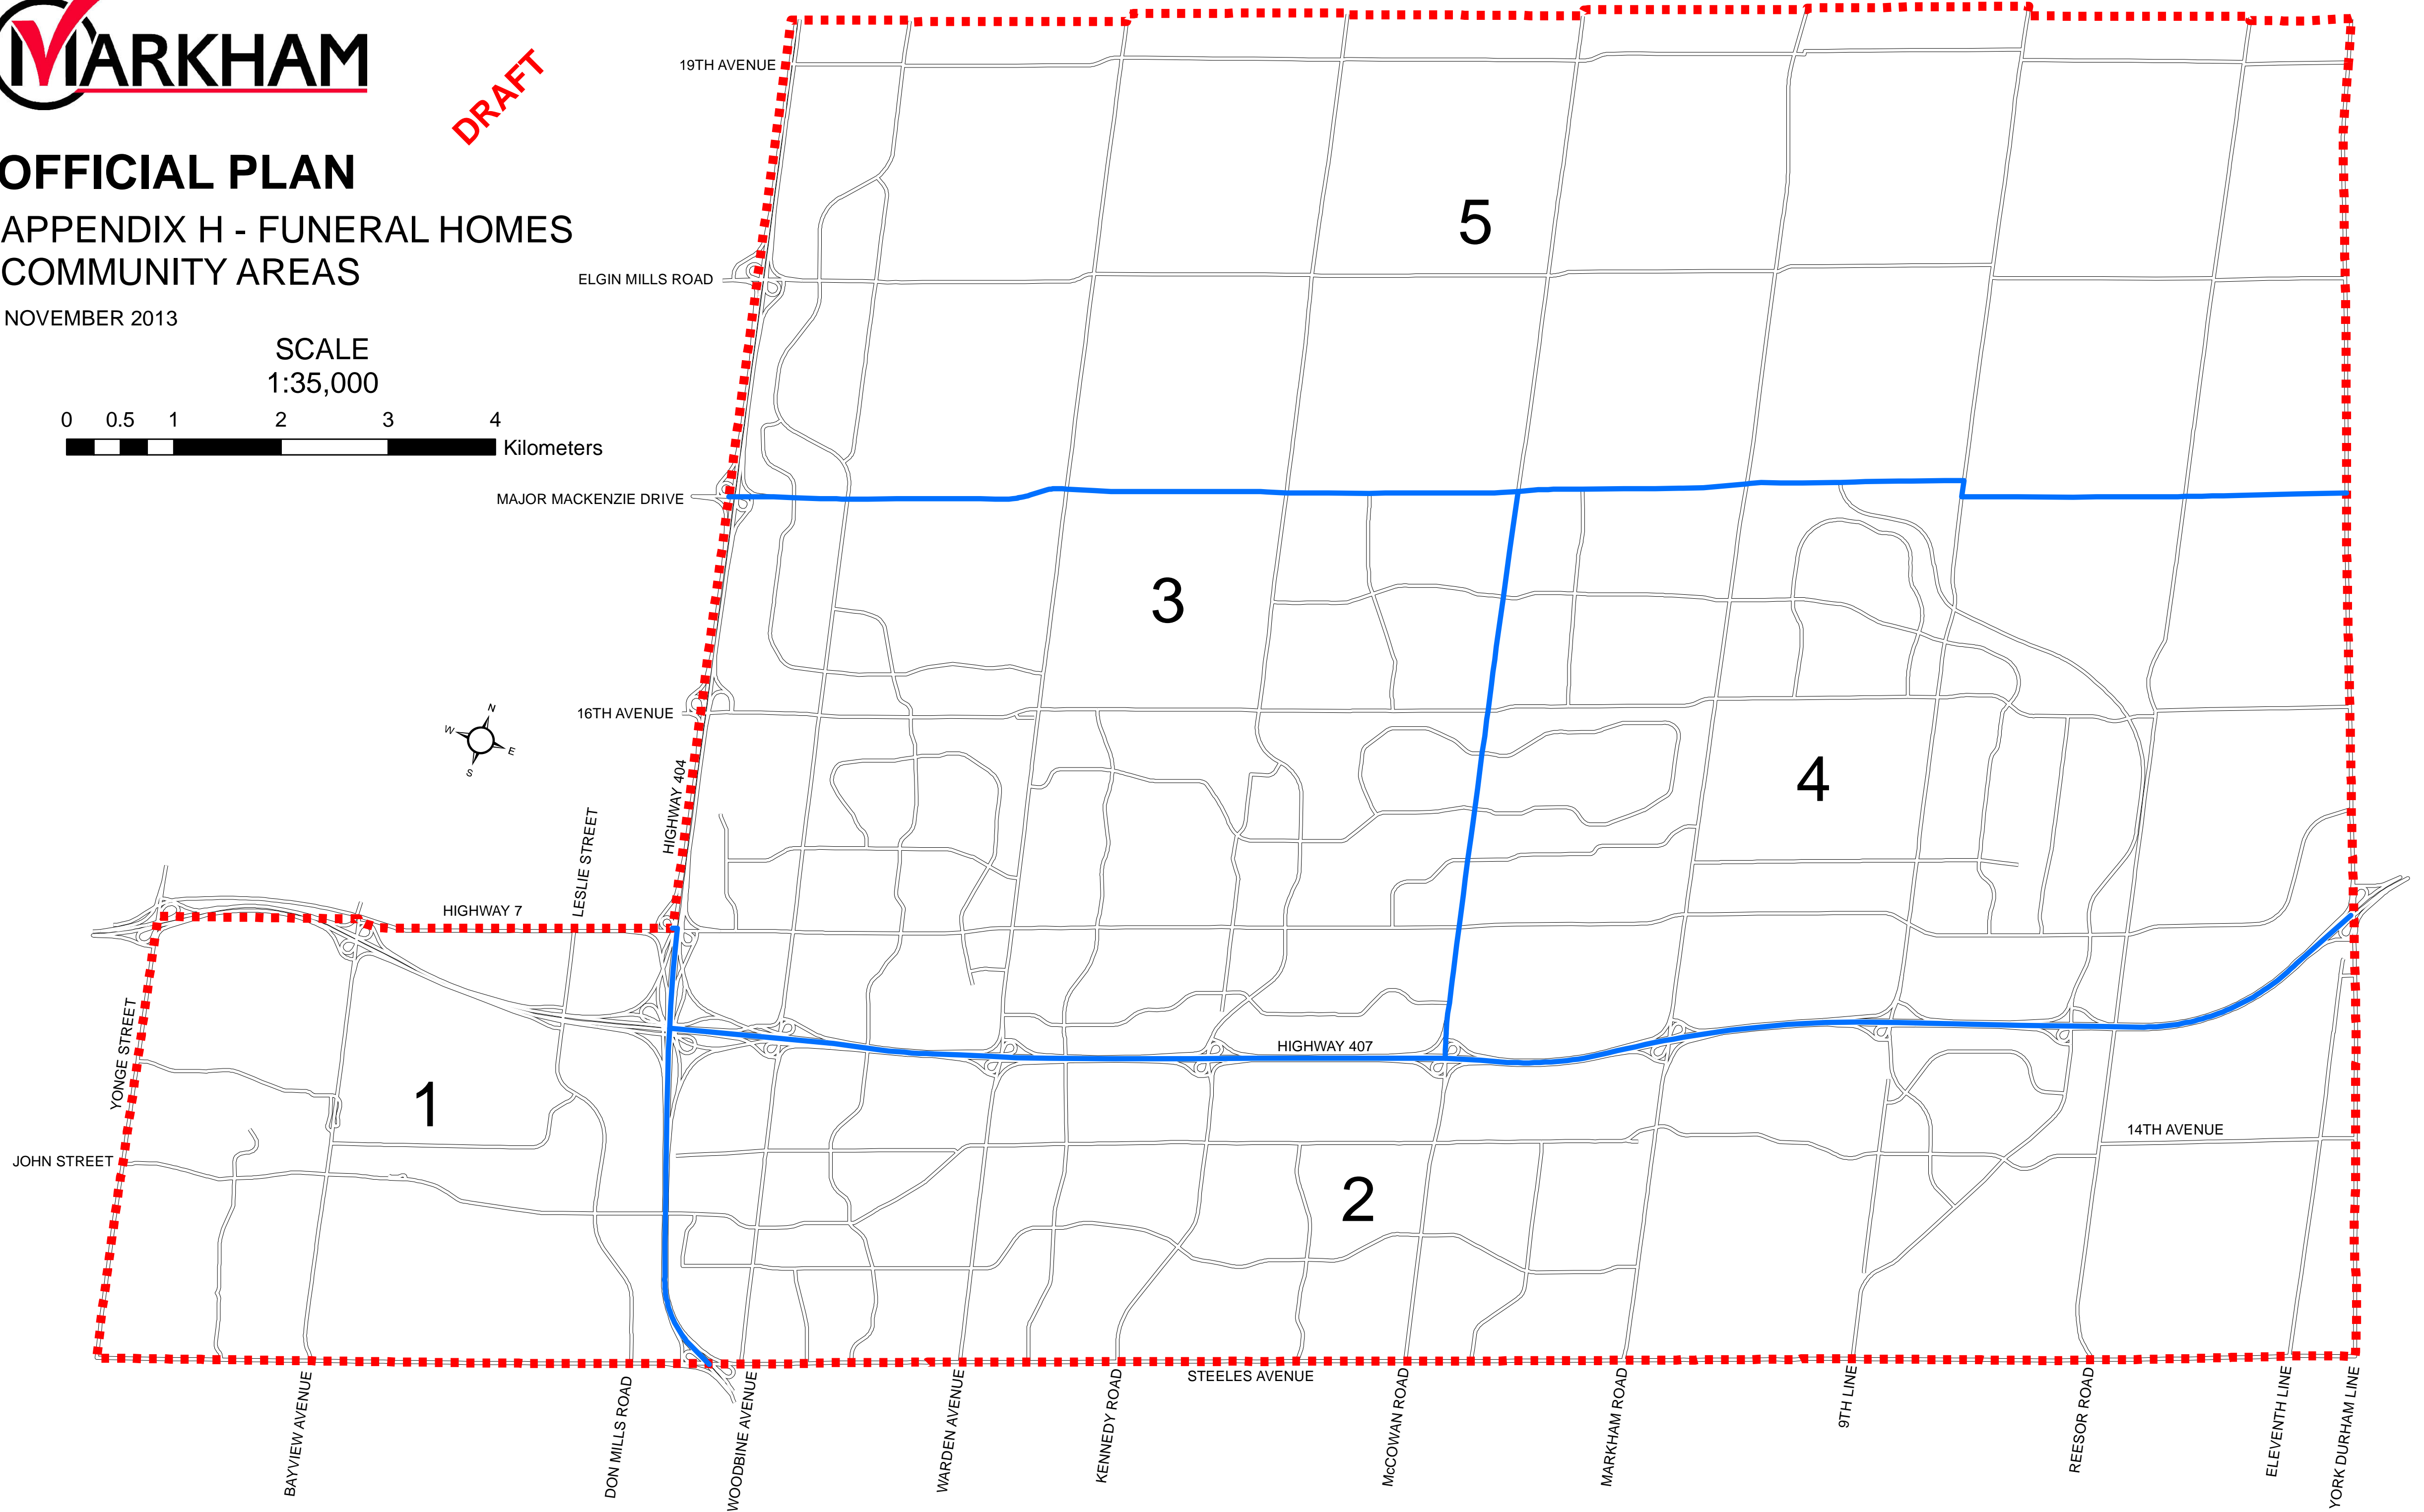 MARKHAM
DRAFT
OFFICIAL PLAN
APPENDIX H - FUNERAL HOMES
COMMUNITY AREAS
NOVEMBER 2013
SCALE
1:35,000
0 0.5 1 2 3 4
Kilometers
19TH AVENUE
ELGIN MILLS ROAD
MAJOR MACKENZIE DRIVE
16TH AVENUE
5
3
4
N
W
E
S
HIGHWAY 404
LESLIE STREET
HIGHWAY 7
YONGE STREET
HIGHWAY 407
1
14TH AVENUE
JOHN STREET
2
STEELES AVENUE
BAYVIEW AVENUE
DON MILLS ROAD
WOODBINE AVENUE
WARDEN AVENUE
KENNEDY ROAD
McCOWAN ROAD
MARKHAM ROAD
9TH LINE
REESOR ROAD
ELEVENTH LINE
YORK DURHAM LINE